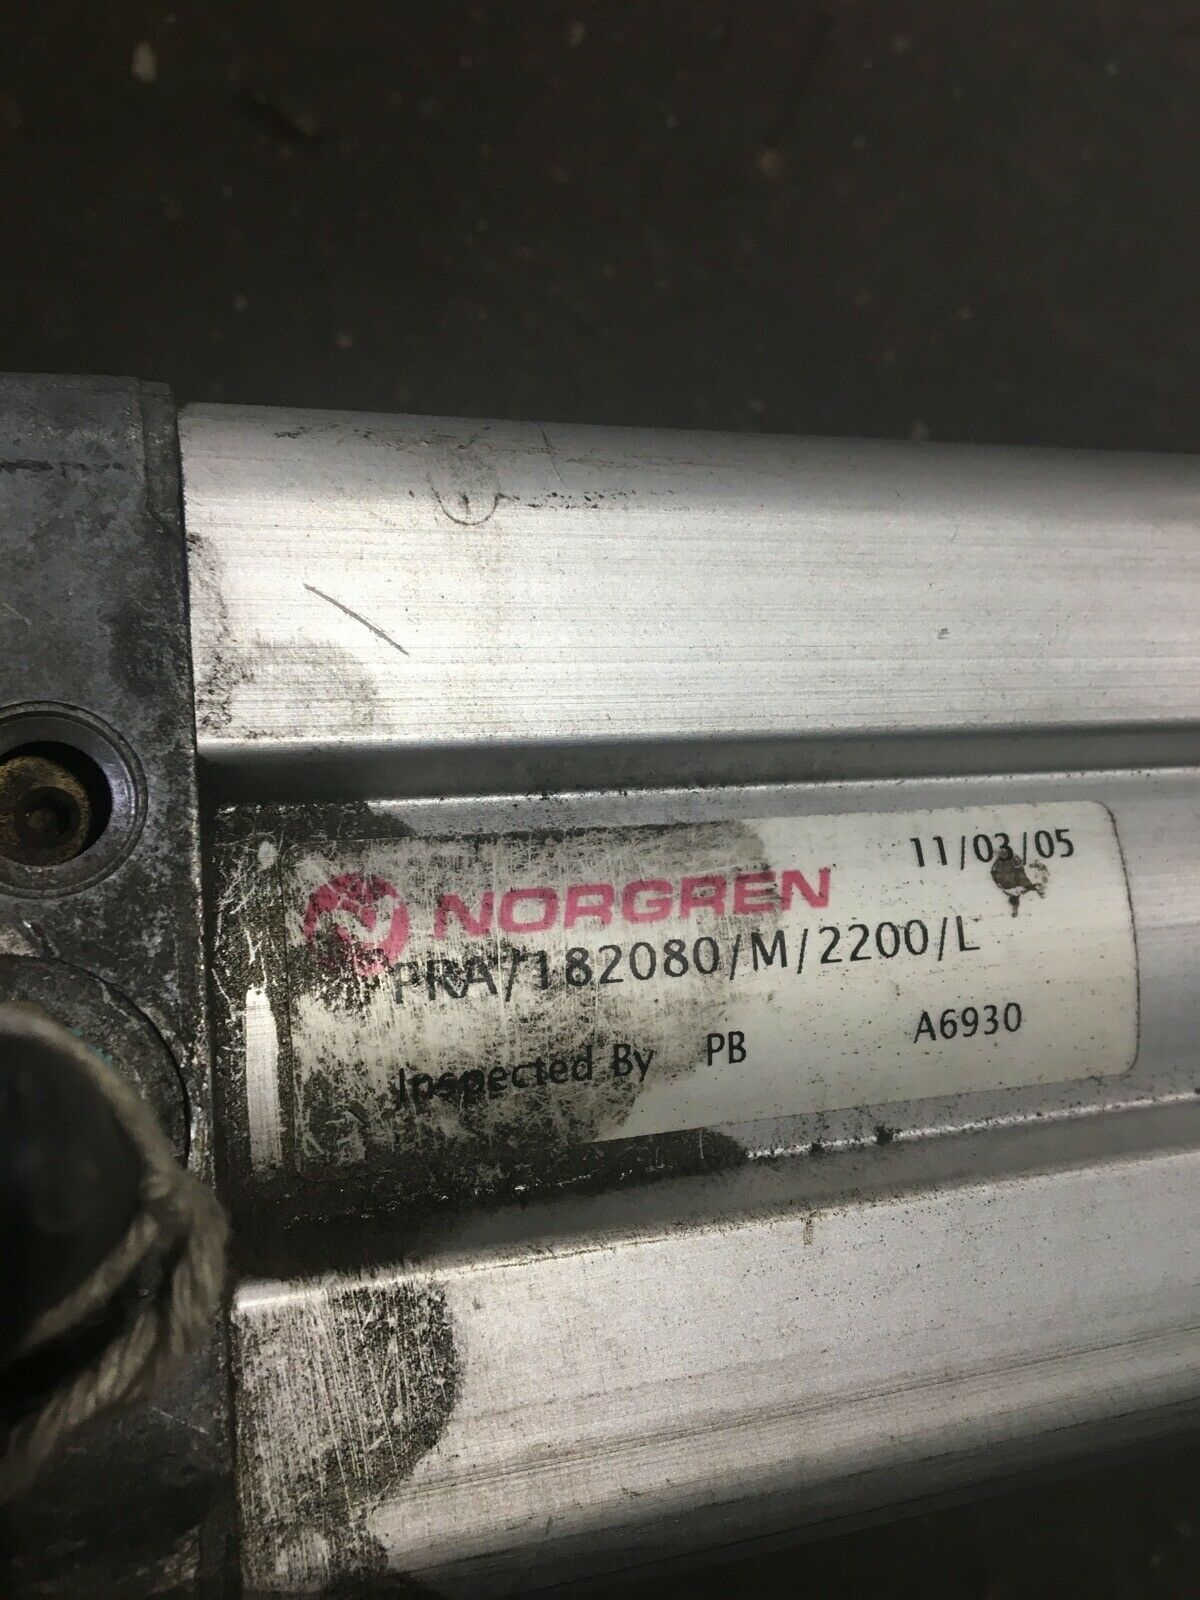 11/03/05
NORGREN
PRA/182080/M/2200/L
Inspected By PB A6930